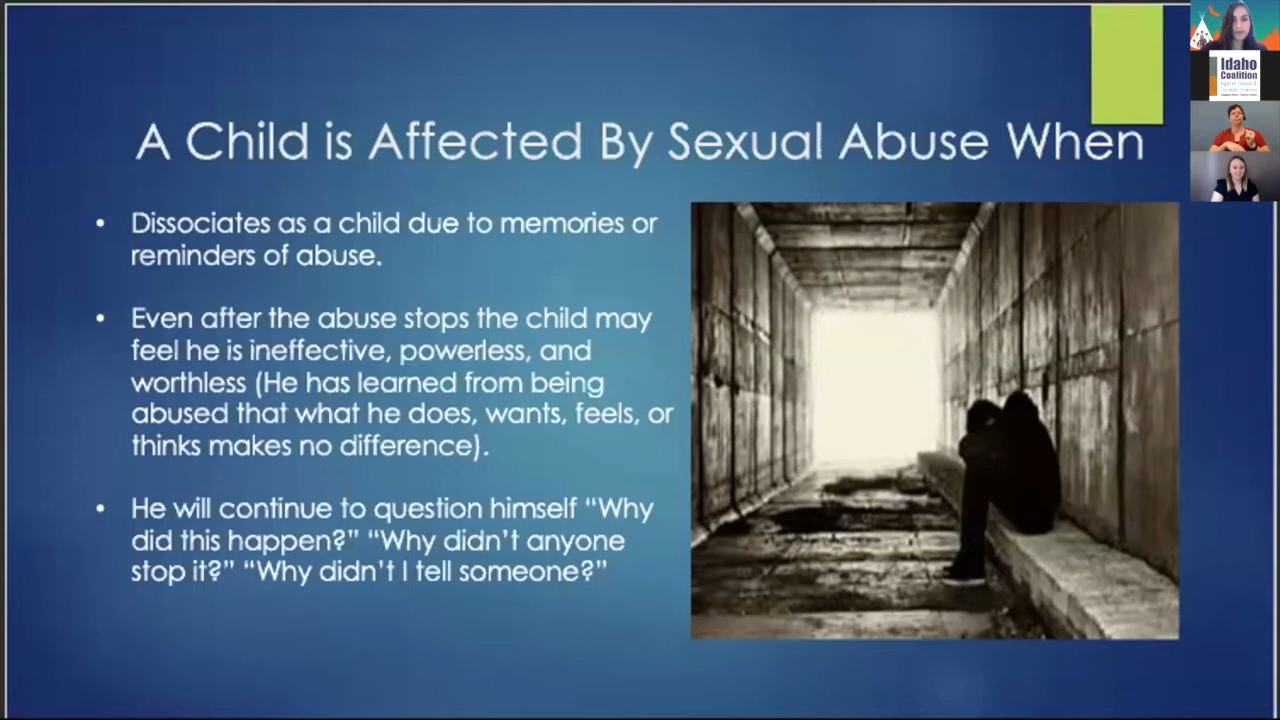 A Child is Affected By Sexual Abuse When
• Dissociates as a child due to memories or
reminders of abuse.
• Even after the abuse stops the child may
feel he is ineffective, powerless, and
worthless (He has learned from being
abused that what he does, wants, feels, or
thinks makes no difference).
• He will continue to question himself “Why
did this happen?” “Why didn’t anyone
stop it?” “Why didn’t I tell someone?”
Idaho
Coalition